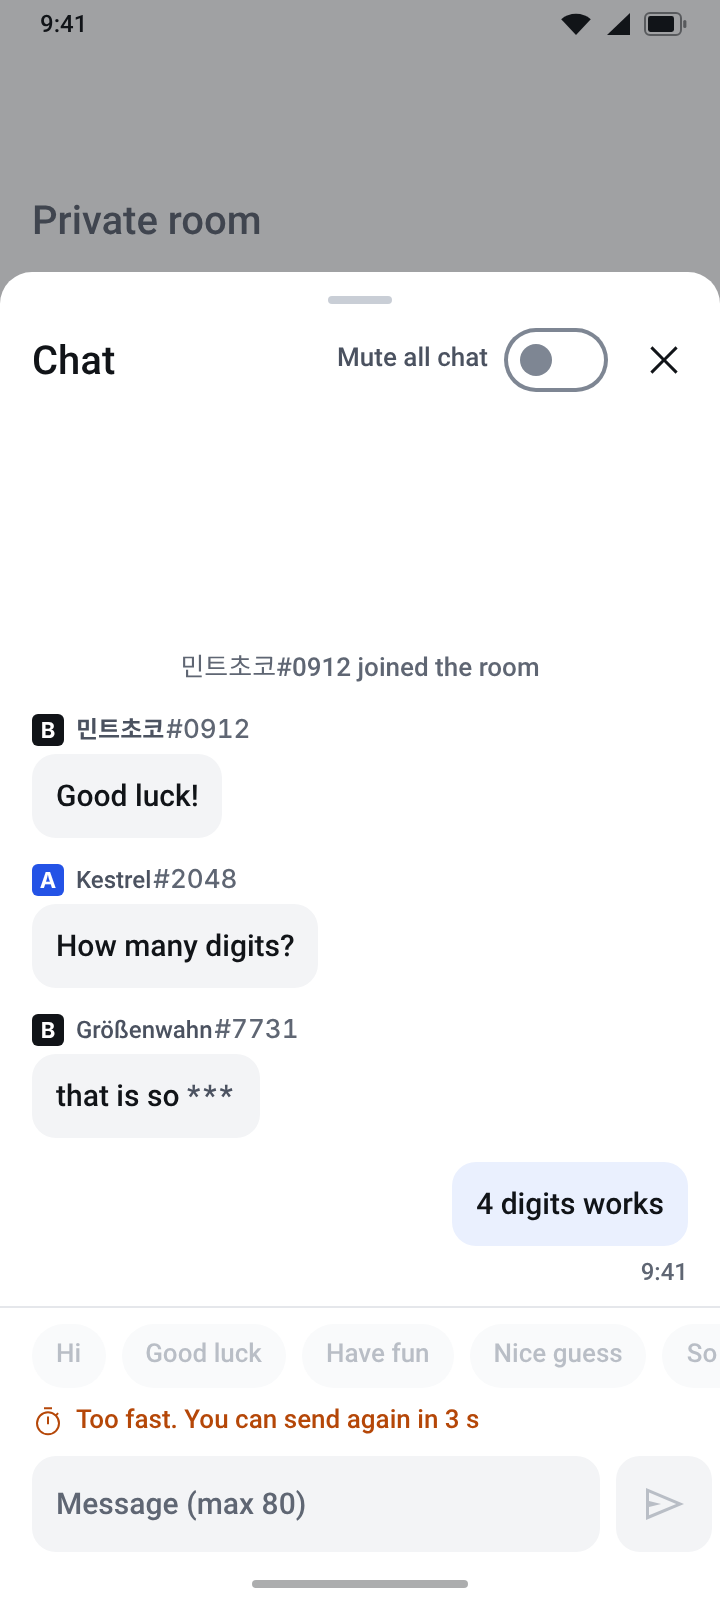 9:41
Private room
Chat
Mute all chat
민트초코#0912 joined the room
B 민트초코#0912
Good luck!
A Kestrel#2048
How many digits?
B Größenwahn#7731
that is so ***
4 digits works
9:41
Hi Good luck Have fun Nice guess So
Too fast. You can send again in 3 s
Message (max 80)